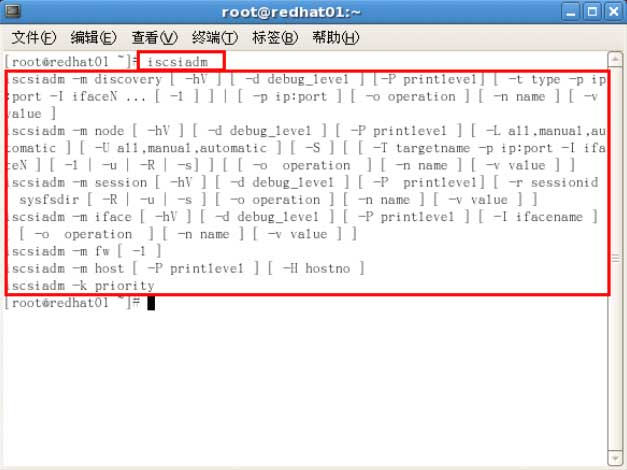 root@redhat01:~
文件(F) 编辑(E) 查看(V) 终端(T) 标签(B) 帮助(H)
[root@redhat01 ~]# iscsiadm
iscsiadm -m discovery [ -hV ] [ -d debug_level ] [-P printlevel] [ -t type -p ip
:port -I ifaceN ... [ -l ] ] | [ -p ip:port ] [ -o operation ] [ -n name ] [ -v
value ]
iscsiadm -m node [ -hV ] [ -d debug_level ] [ -P printlevel ] [ -L all,manual,au
tomatic ] [ -U all,manual,automatic ] [ -S ] [ [ -T targetname -p ip:port -I ifa
ceN ] [ -l | -u | -R | -s] ] [ [ -o  operation  ] [ -n name ] [ -v value ] ]
iscsiadm -m session [ -hV ] [ -d debug_level ] [ -P  printlevel] [ -r sessionid
 sysfsdir [ -R | -u | -s ] [ -o operation ] [ -n name ] [ -v value ] ]
iscsiadm -m iface [ -hV ] [ -d debug_level ] [ -P printlevel ] [ -I ifacename ]
 [ -o  operation  ] [ -n name ] [ -v value ] ]
iscsiadm -m fw [ -l ]
iscsiadm -m host [ -P printlevel ] [ -H hostno ]
iscsiadm -k priority
[root@redhat01 ~]#